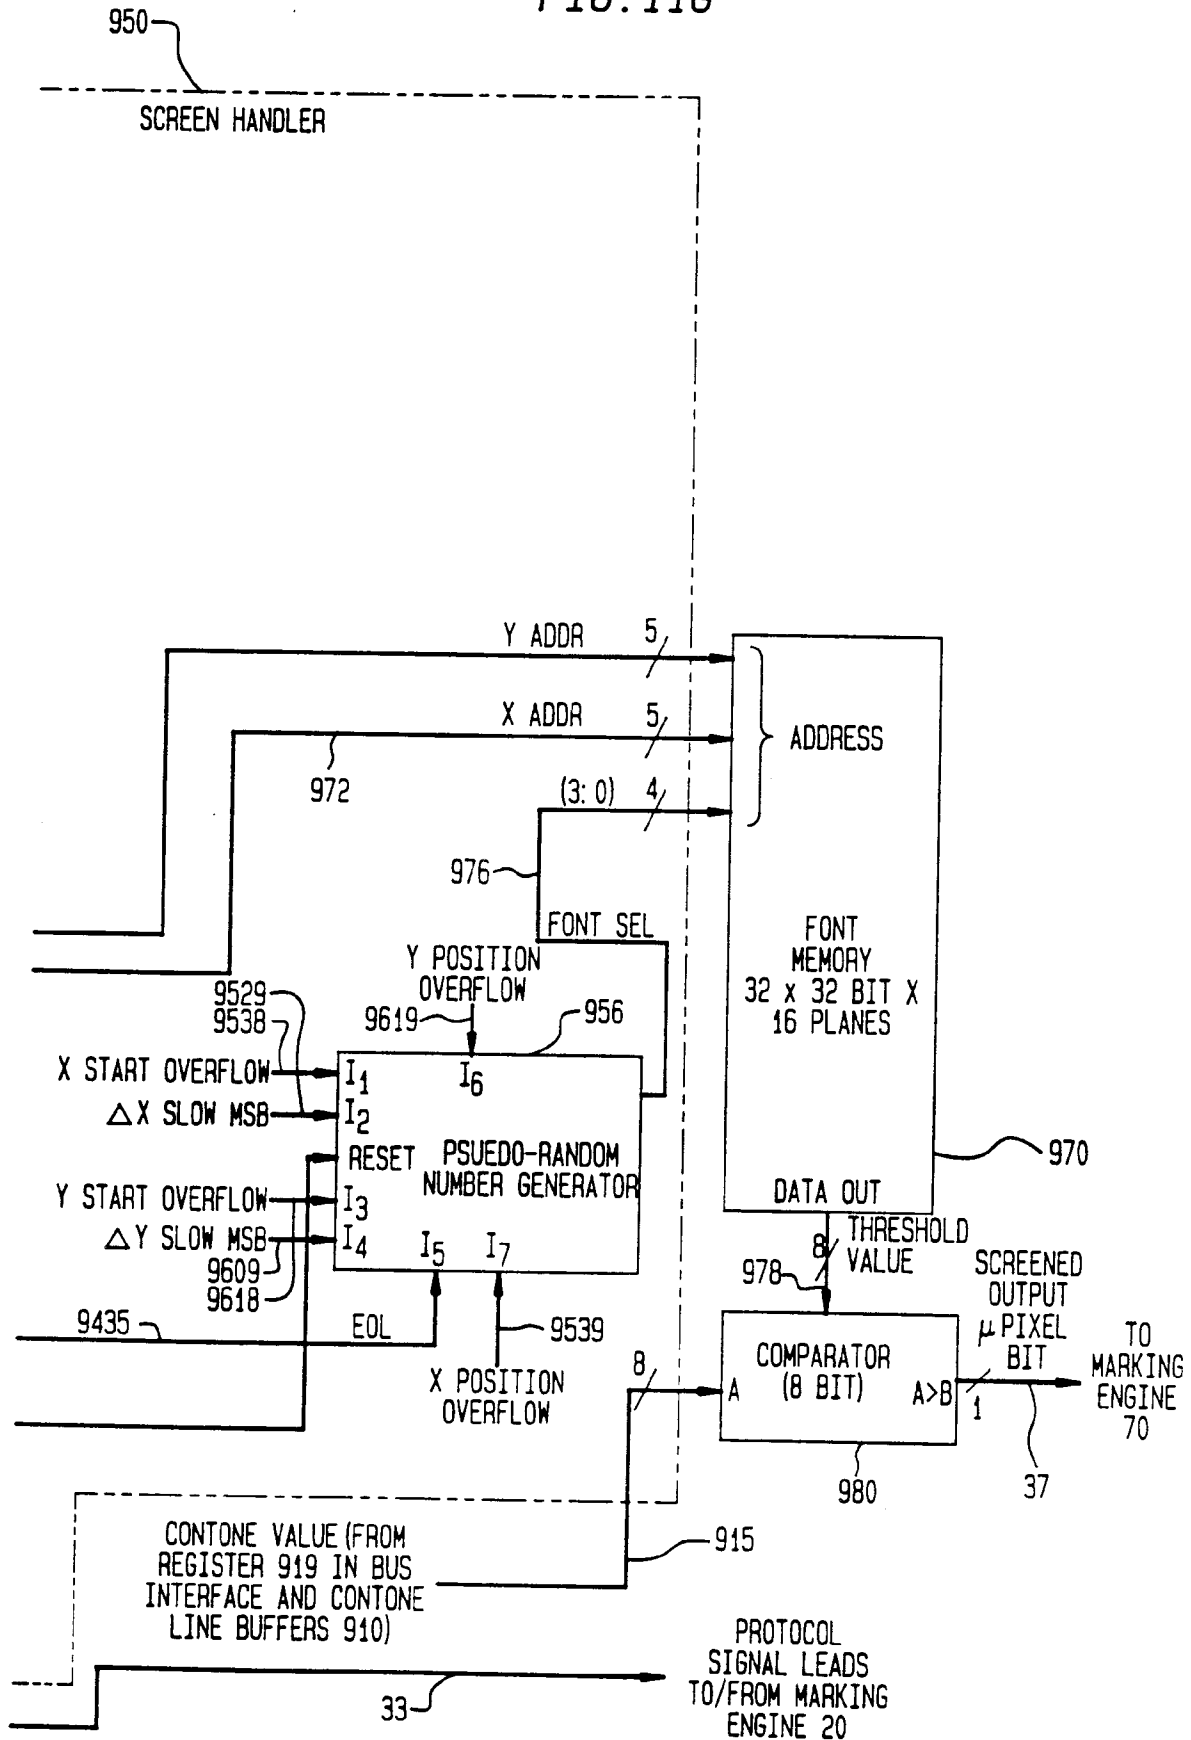 950
SCREEN HANDLER
Y ADDR 5
X ADDR 5
972
ADDRESS
(3:0) 4
976
FONT SEL
FONT
MEMORY
32 x 32 BIT X
16 PLANES
Y POSITION
OVERFLOW
9529
9538
9619
956
X START OVERFLOW
I1
I6
△X SLOW MSB
I2
RESET
PSUEDO-RANDOM
NUMBER GENERATOR
970
Y START OVERFLOW
I3
△Y SLOW MSB
I4
I5 I7
9609
9618
DATA OUT
8
THRESHOLD
VALUE
978
SCREENED
OUTPUT
μ PIXEL
BIT
9435
EOL
9539
X POSITION
OVERFLOW
8
COMPARATOR
(8 BIT)
A
A>B
1
TO
MARKING
ENGINE
70
980
37
CONTONE VALUE (FROM
REGISTER 919 IN BUS
INTERFACE AND CONTONE
LINE BUFFERS 910)
915
33
PROTOCOL
SIGNAL LEADS
TO/FROM MARKING
ENGINE 20